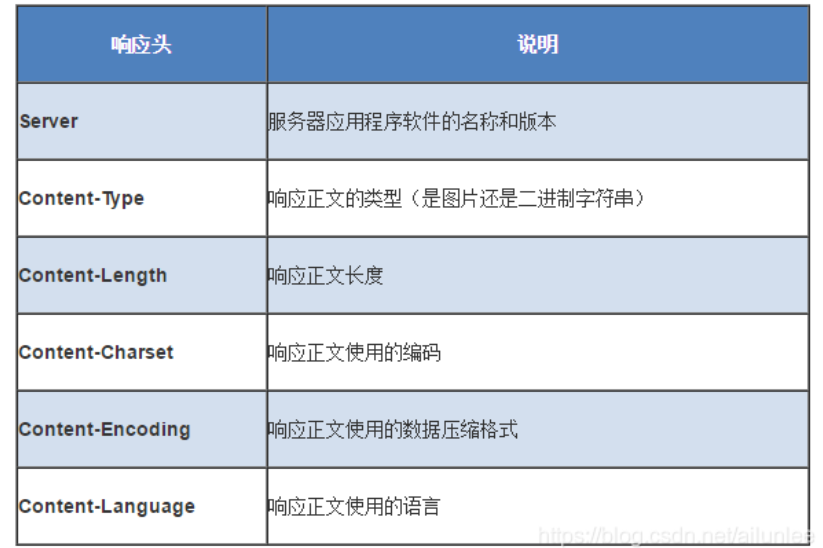 响应头 说明
Server 服务器应用程序软件的名称和版本
Content-Type 响应正文的类型（是图片还是二进制字符串）
Content-Length 响应正文长度
Content-Charset 响应正文使用的编码
Content-Encoding 响应正文使用的数据压缩格式
Content-Language 响应正文使用的语言
https://blog.csdn.net/ailunlee